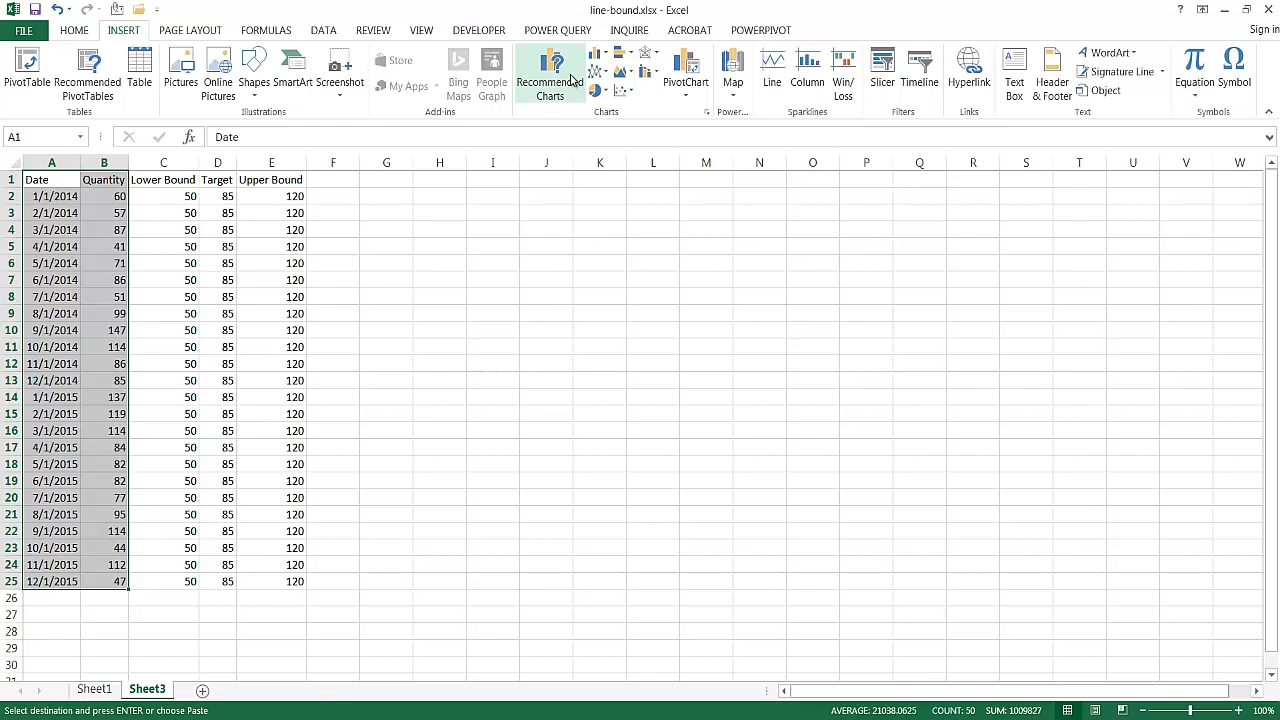 line-bound.xlsx - Excel
?
Sign in
FILE HOME INSERT PAGE LAYOUT FORMULAS DATA REVIEW VIEW DEVELOPER POWER QUERY INQUIRE ACROBAT POWERPIVOT
PivotTable Recommended PivotTables Table
Tables
Pictures Online Pictures Shapes SmartArt Screenshot
Illustrations
Store
My Apps
Bing Maps People Graph
Add-ins
Recommended Charts
PivotChart
Charts
Map
Power...
Line Column Win/Loss
Sparklines
Slicer Timeline
Filters
Hyperlink
Links
Text Box Header & Footer
WordArt
Signature Line
Object
Text
Equation Symbol
Symbols
A1 fx Date
A B C D E F G H I J K L M N O P Q R S T U V W
1 Date Quantity Lower Bound Target Upper Bound
2 1/1/2014 60 50 85 120
3 2/1/2014 57 50 85 120
4 3/1/2014 87 50 85 120
5 4/1/2014 41 50 85 120
6 5/1/2014 71 50 85 120
7 6/1/2014 86 50 85 120
8 7/1/2014 51 50 85 120
9 8/1/2014 99 50 85 120
10 9/1/2014 147 50 85 120
11 10/1/2014 114 50 85 120
12 11/1/2014 86 50 85 120
13 12/1/2014 85 50 85 120
14 1/1/2015 137 50 85 120
15 2/1/2015 119 50 85 120
16 3/1/2015 114 50 85 120
17 4/1/2015 84 50 85 120
18 5/1/2015 82 50 85 120
19 6/1/2015 82 50 85 120
20 7/1/2015 77 50 85 120
21 8/1/2015 95 50 85 120
22 9/1/2015 114 50 85 120
23 10/1/2015 44 50 85 120
24 11/1/2015 112 50 85 120
25 12/1/2015 47 50 85 120
26
27
28
29
30
Sheet1 Sheet3
Select destination and press ENTER or choose Paste AVERAGE: 21038.0625 COUNT: 50 SUM: 1009827 100%